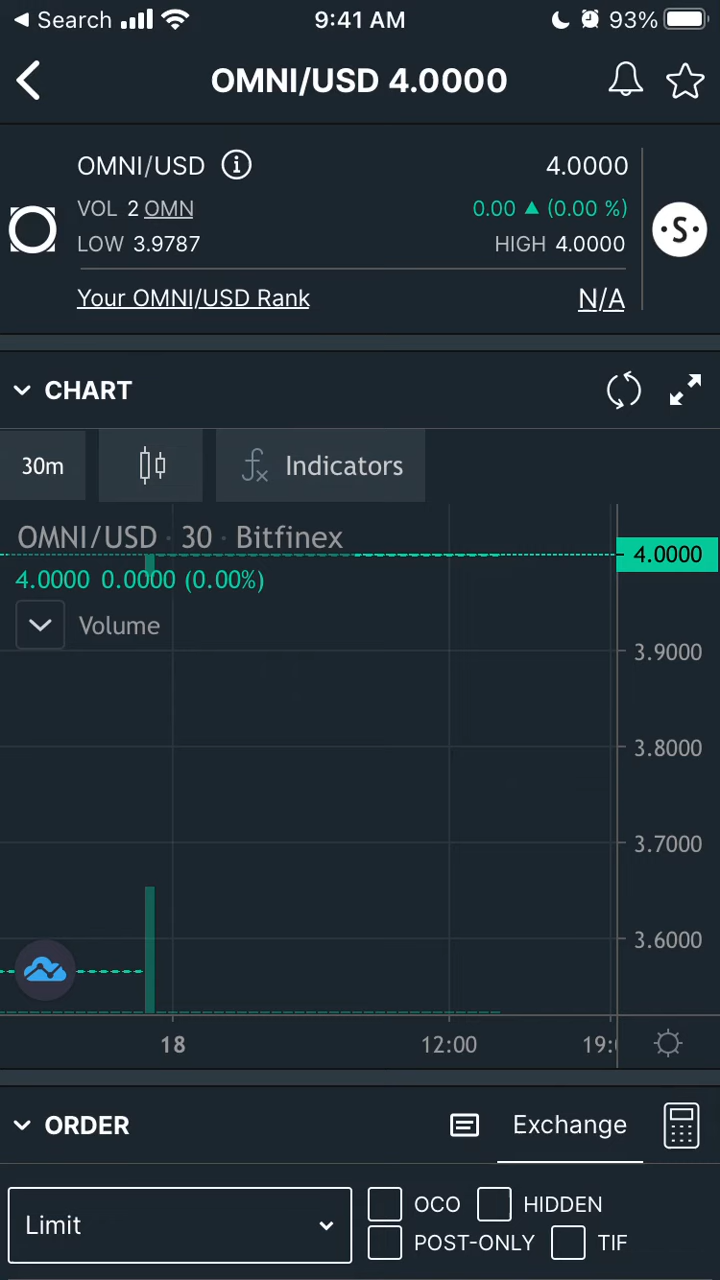 Search 9:41 AM 93%
OMNI/USD 4.0000
OMNI/USD 4.0000
VOL 2 OMN 0.00 ▲ (0.00 %)
LOW 3.9787 HIGH 4.0000
·S·
Your OMNI/USD Rank N/A
CHART
30m fx Indicators
OMNI/USD · 30 · Bitfinex
4.0000
4.0000 0.0000 (0.00%)
Volume
3.9000
3.8000
3.7000
3.6000
18 12:00 19:
ORDER Exchange
Limit
OCO HIDDEN
POST-ONLY TIF